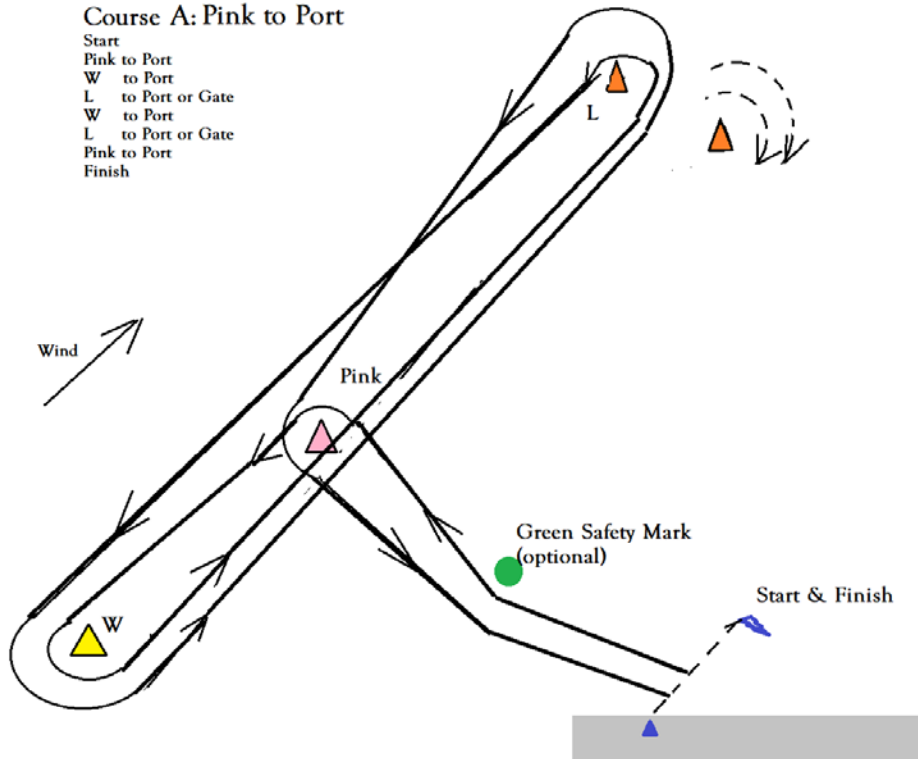 Course A: Pink to Port
Start
Pink to Port
W to Port
L to Port or Gate
W to Port
L to Port or Gate
Pink to Port
Finish
L
Wind
Pink
Green Safety Mark
(optional)
Start & Finish
W